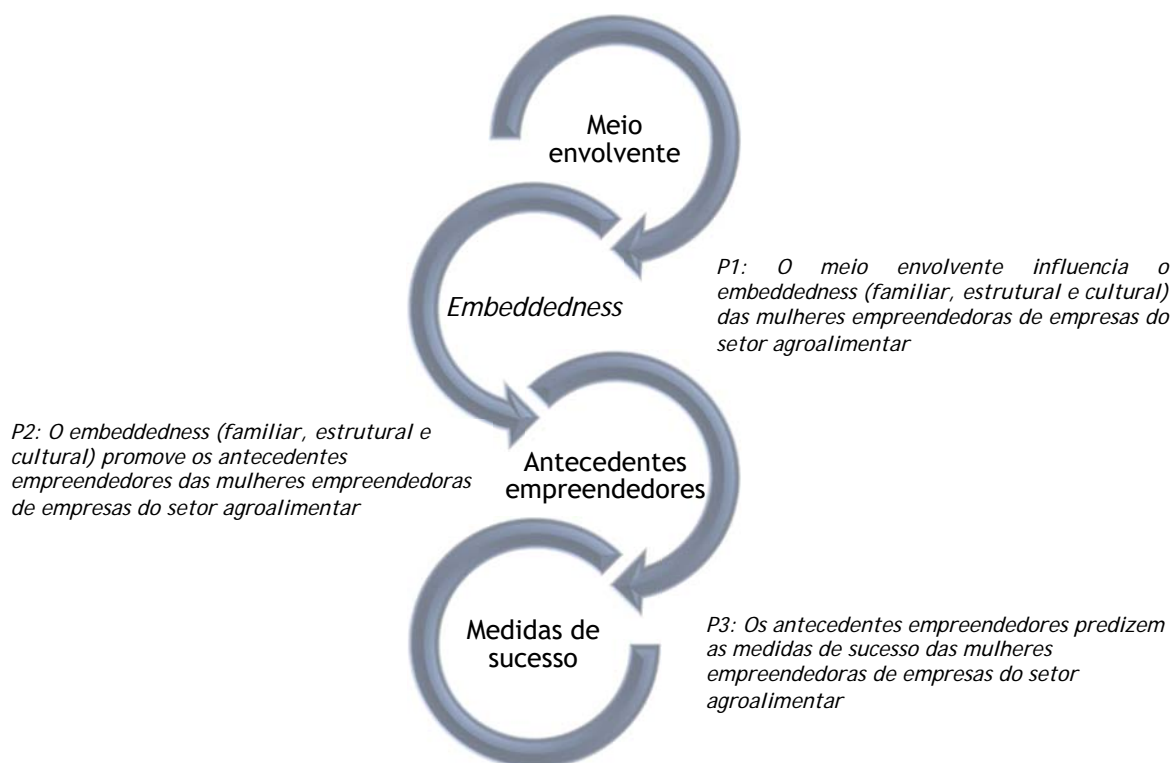 Meio
envolvente
P1: O meio envolvente influencia o
embeddedness (familiar, estrutural e cultural)
das mulheres empreendedoras de empresas do
setor agroalimentar
Embeddedness
P2: O embeddedness (familiar, estrutural e
cultural) promove os antecedentes
empreendedores das mulheres empreendedoras
de empresas do setor agroalimentar
Antecedentes
empreendedores
Medidas de
sucesso
P3: Os antecedentes empreendedores predizem
as medidas de sucesso das mulheres
empreendedoras de empresas do setor
agroalimentar